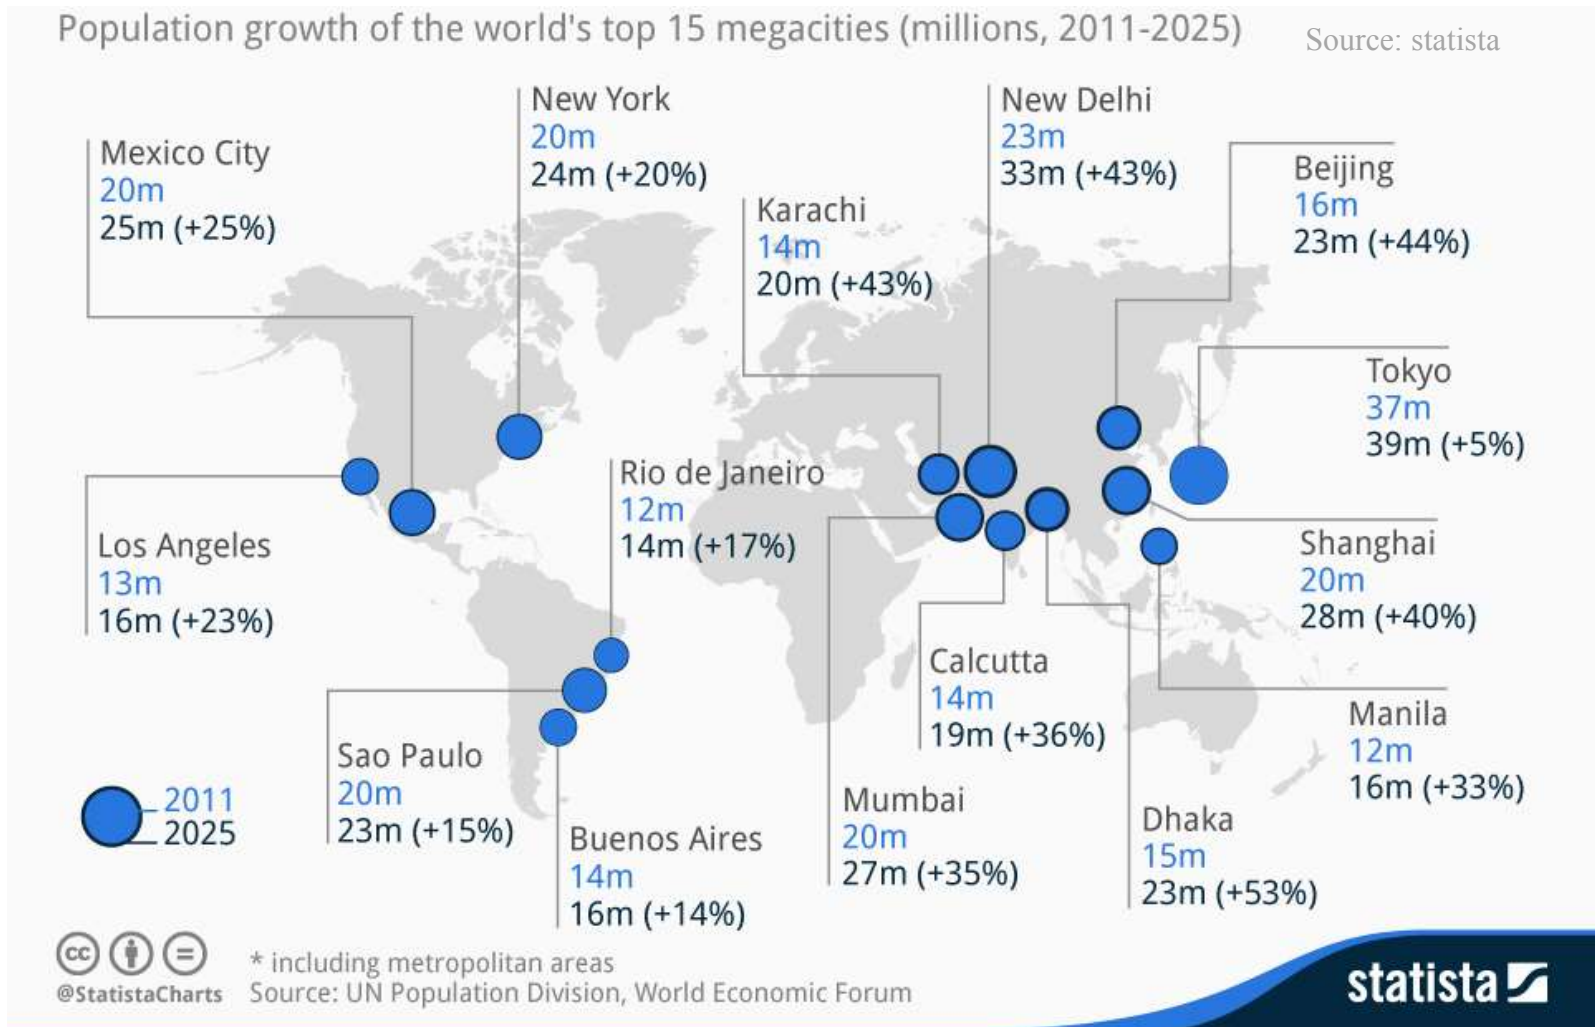 Population growth of the world's top 15 megacities (millions, 2011-2025)
Source: statista
New York
20m
24m (+20%)
New Delhi
23m
33m (+43%)
Mexico City
20m
25m (+25%)
Beijing
16m
23m (+44%)
Karachi
14m
20m (+43%)
Tokyo
37m
39m (+5%)
Rio de Janeiro
12m
14m (+17%)
Los Angeles
13m
16m (+23%)
Shanghai
20m
28m (+40%)
Calcutta
14m
19m (+36%)
Manila
12m
16m (+33%)
Sao Paulo
20m
23m (+15%)
Mumbai
20m
27m (+35%)
Dhaka
15m
23m (+53%)
Buenos Aires
14m
16m (+14%)
2011
2025
cc
@StatistaCharts
* including metropolitan areas
Source: UN Population Division, World Economic Forum
statista